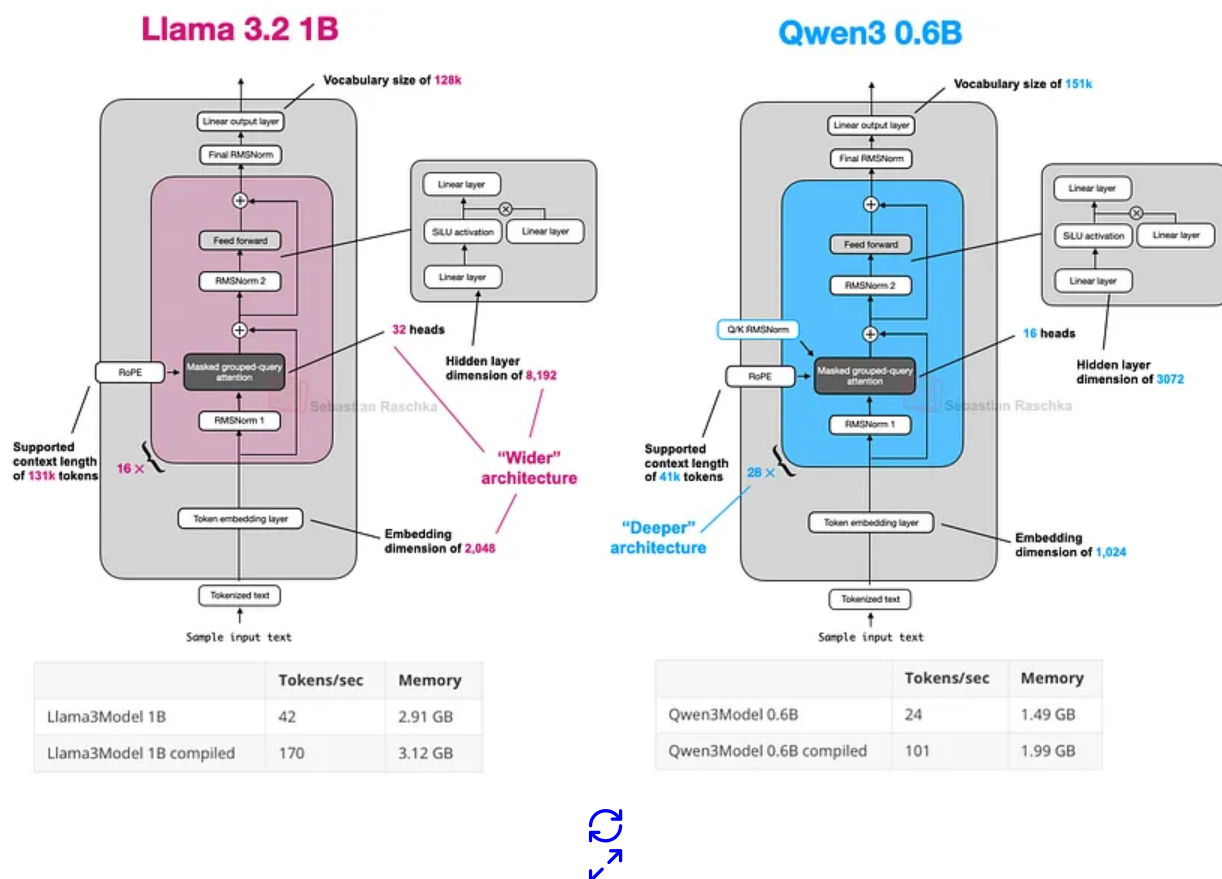 Llama 3.2 1B
Vocabulary size of 128k
Linear output layer
Final RMSNorm
Linear layer
SiLU activation
Linear layer
Linear layer
Feed forward
RMSNorm 2
32 heads
Hidden layer
dimension of 8,192
RoPE
Masked grouped-query
attention
Sebastian Raschka
RMSNorm 1
Supported
context length
of 131k tokens
16 ×
"Wider"
architecture
Token embedding layer
Embedding
dimension of 2,048
Tokenized text
Sample input text
Tokens/sec Memory
Llama3Model 1B 42 2.91 GB
Llama3Model 1B compiled 170 3.12 GB
Qwen3 0.6B
Vocabulary size of 151k
Linear output layer
Final RMSNorm
Linear layer
SiLU activation
Linear layer
Linear layer
Feed forward
RMSNorm 2
Q/K RMSNorm
16 heads
Hidden layer
dimension of 3072
RoPE
Masked grouped-query
attention
Sebastian Raschka
RMSNorm 1
Supported
context length
of 41k tokens
28 ×
"Deeper"
architecture
Token embedding layer
Embedding
dimension of 1,024
Tokenized text
Sample input text
Tokens/sec Memory
Qwen3Model 0.6B 24 1.49 GB
Qwen3Model 0.6B compiled 101 1.99 GB